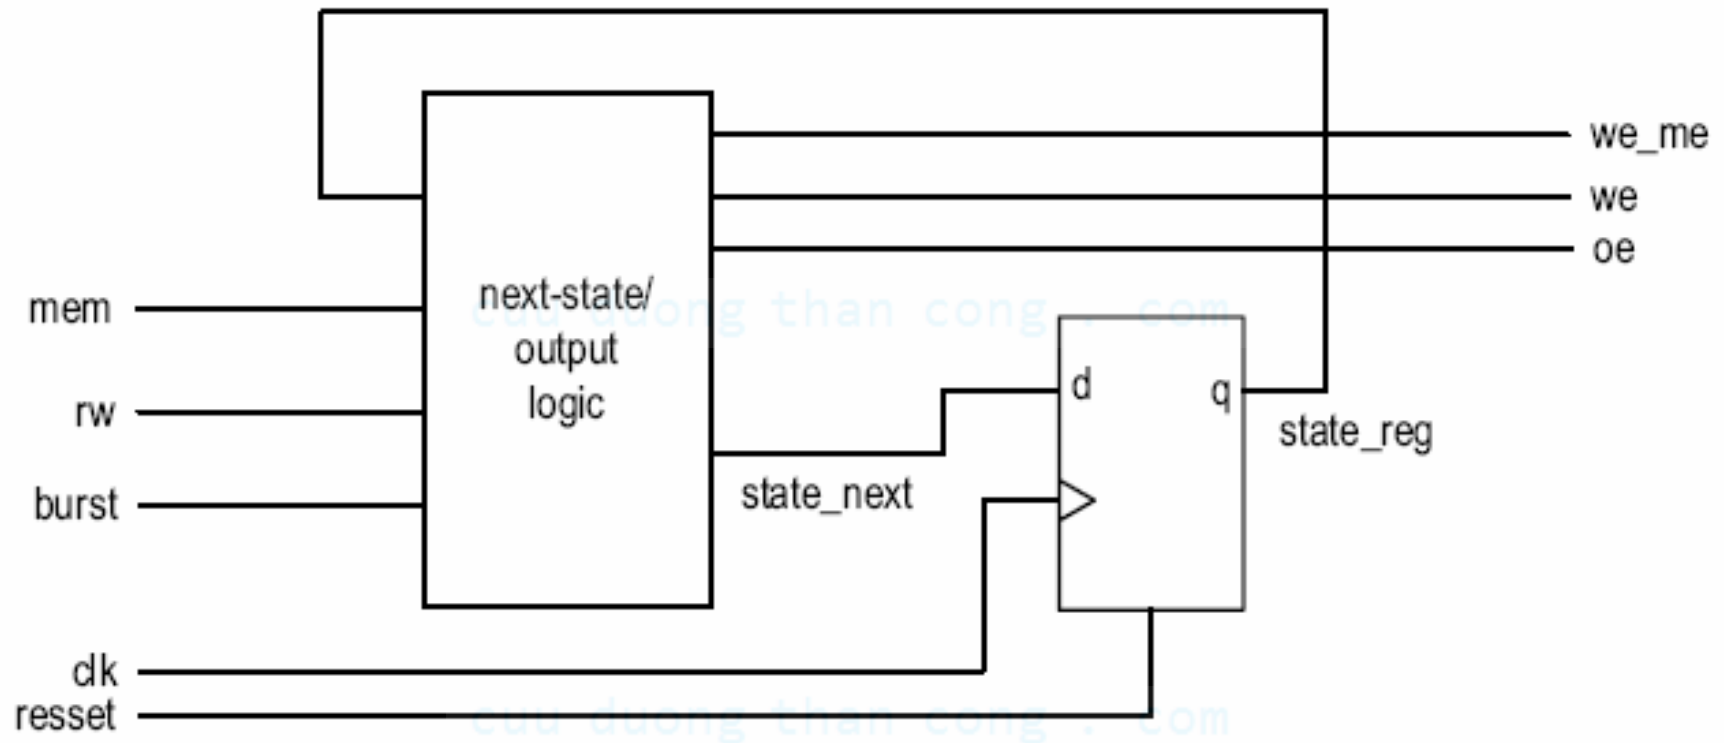 we_me
we
oe
mem
next-state/
output
logic
cuu duong than cong . com
d
q
rw
state_reg
burst
state_next
clk
resset
cuu duong than cong . com